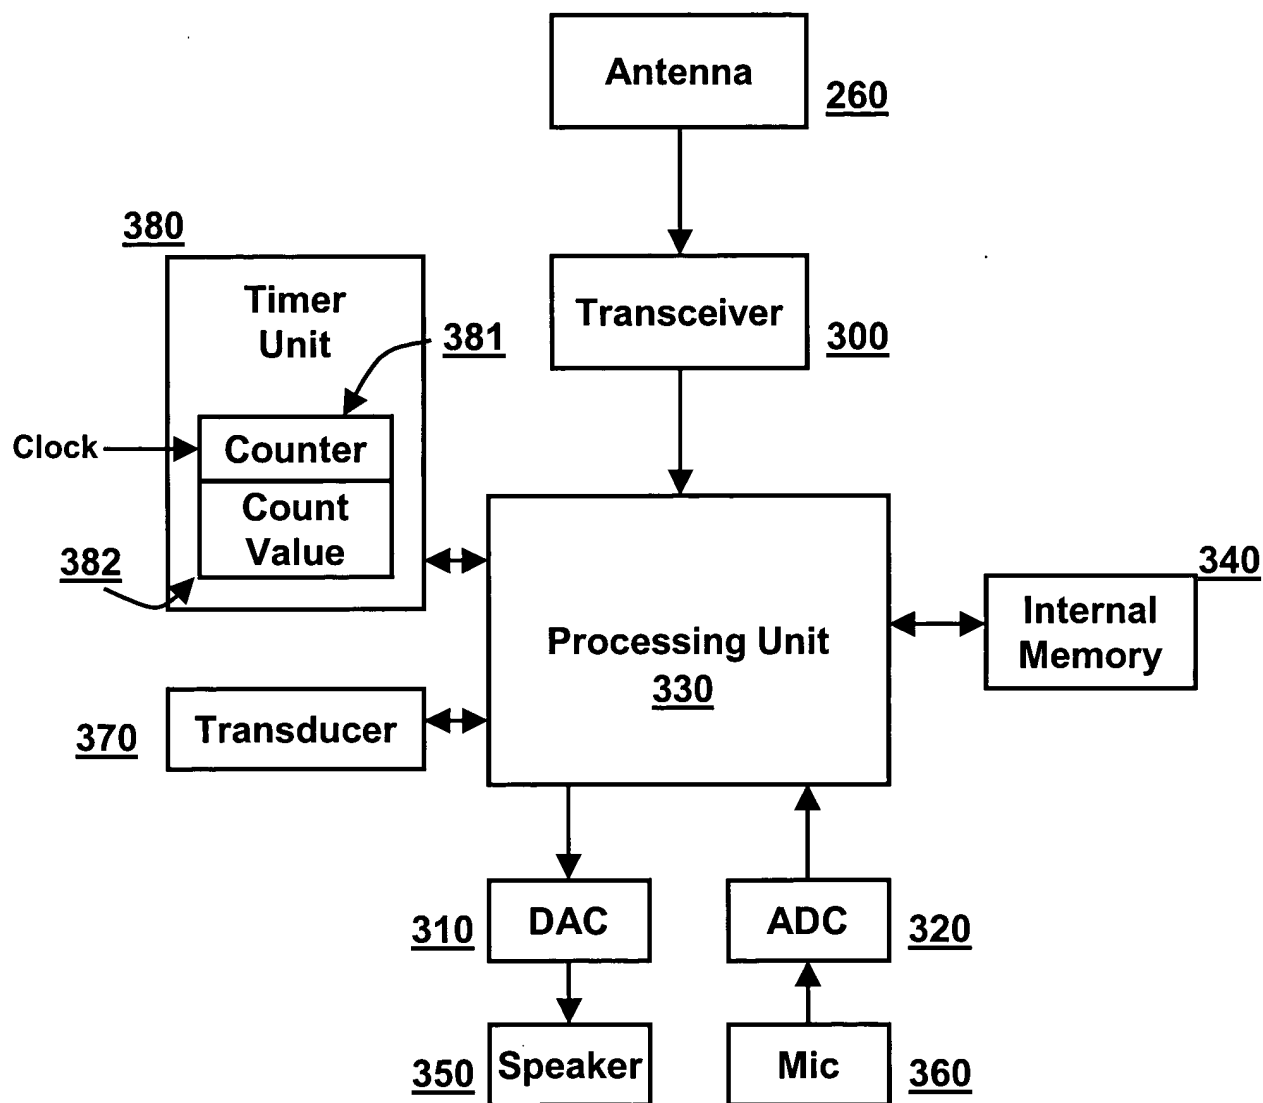 Antenna
260
380
Timer
Unit
381
Transceiver
300
Clock
Counter
Count
Value
382
340
Internal
Memory
Processing Unit
330
370
Transducer
310
DAC
ADC
320
350
Speaker
Mic
360